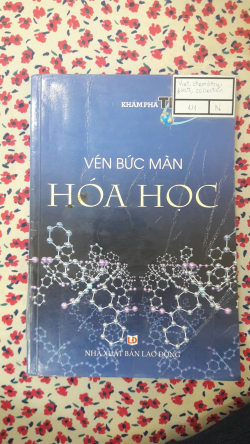 KHÁM PHÁ
VÉN BỨC MÀN
HÓA HỌC
LĐ
NHÀ XUẤT BẢN LAO ĐỘNG